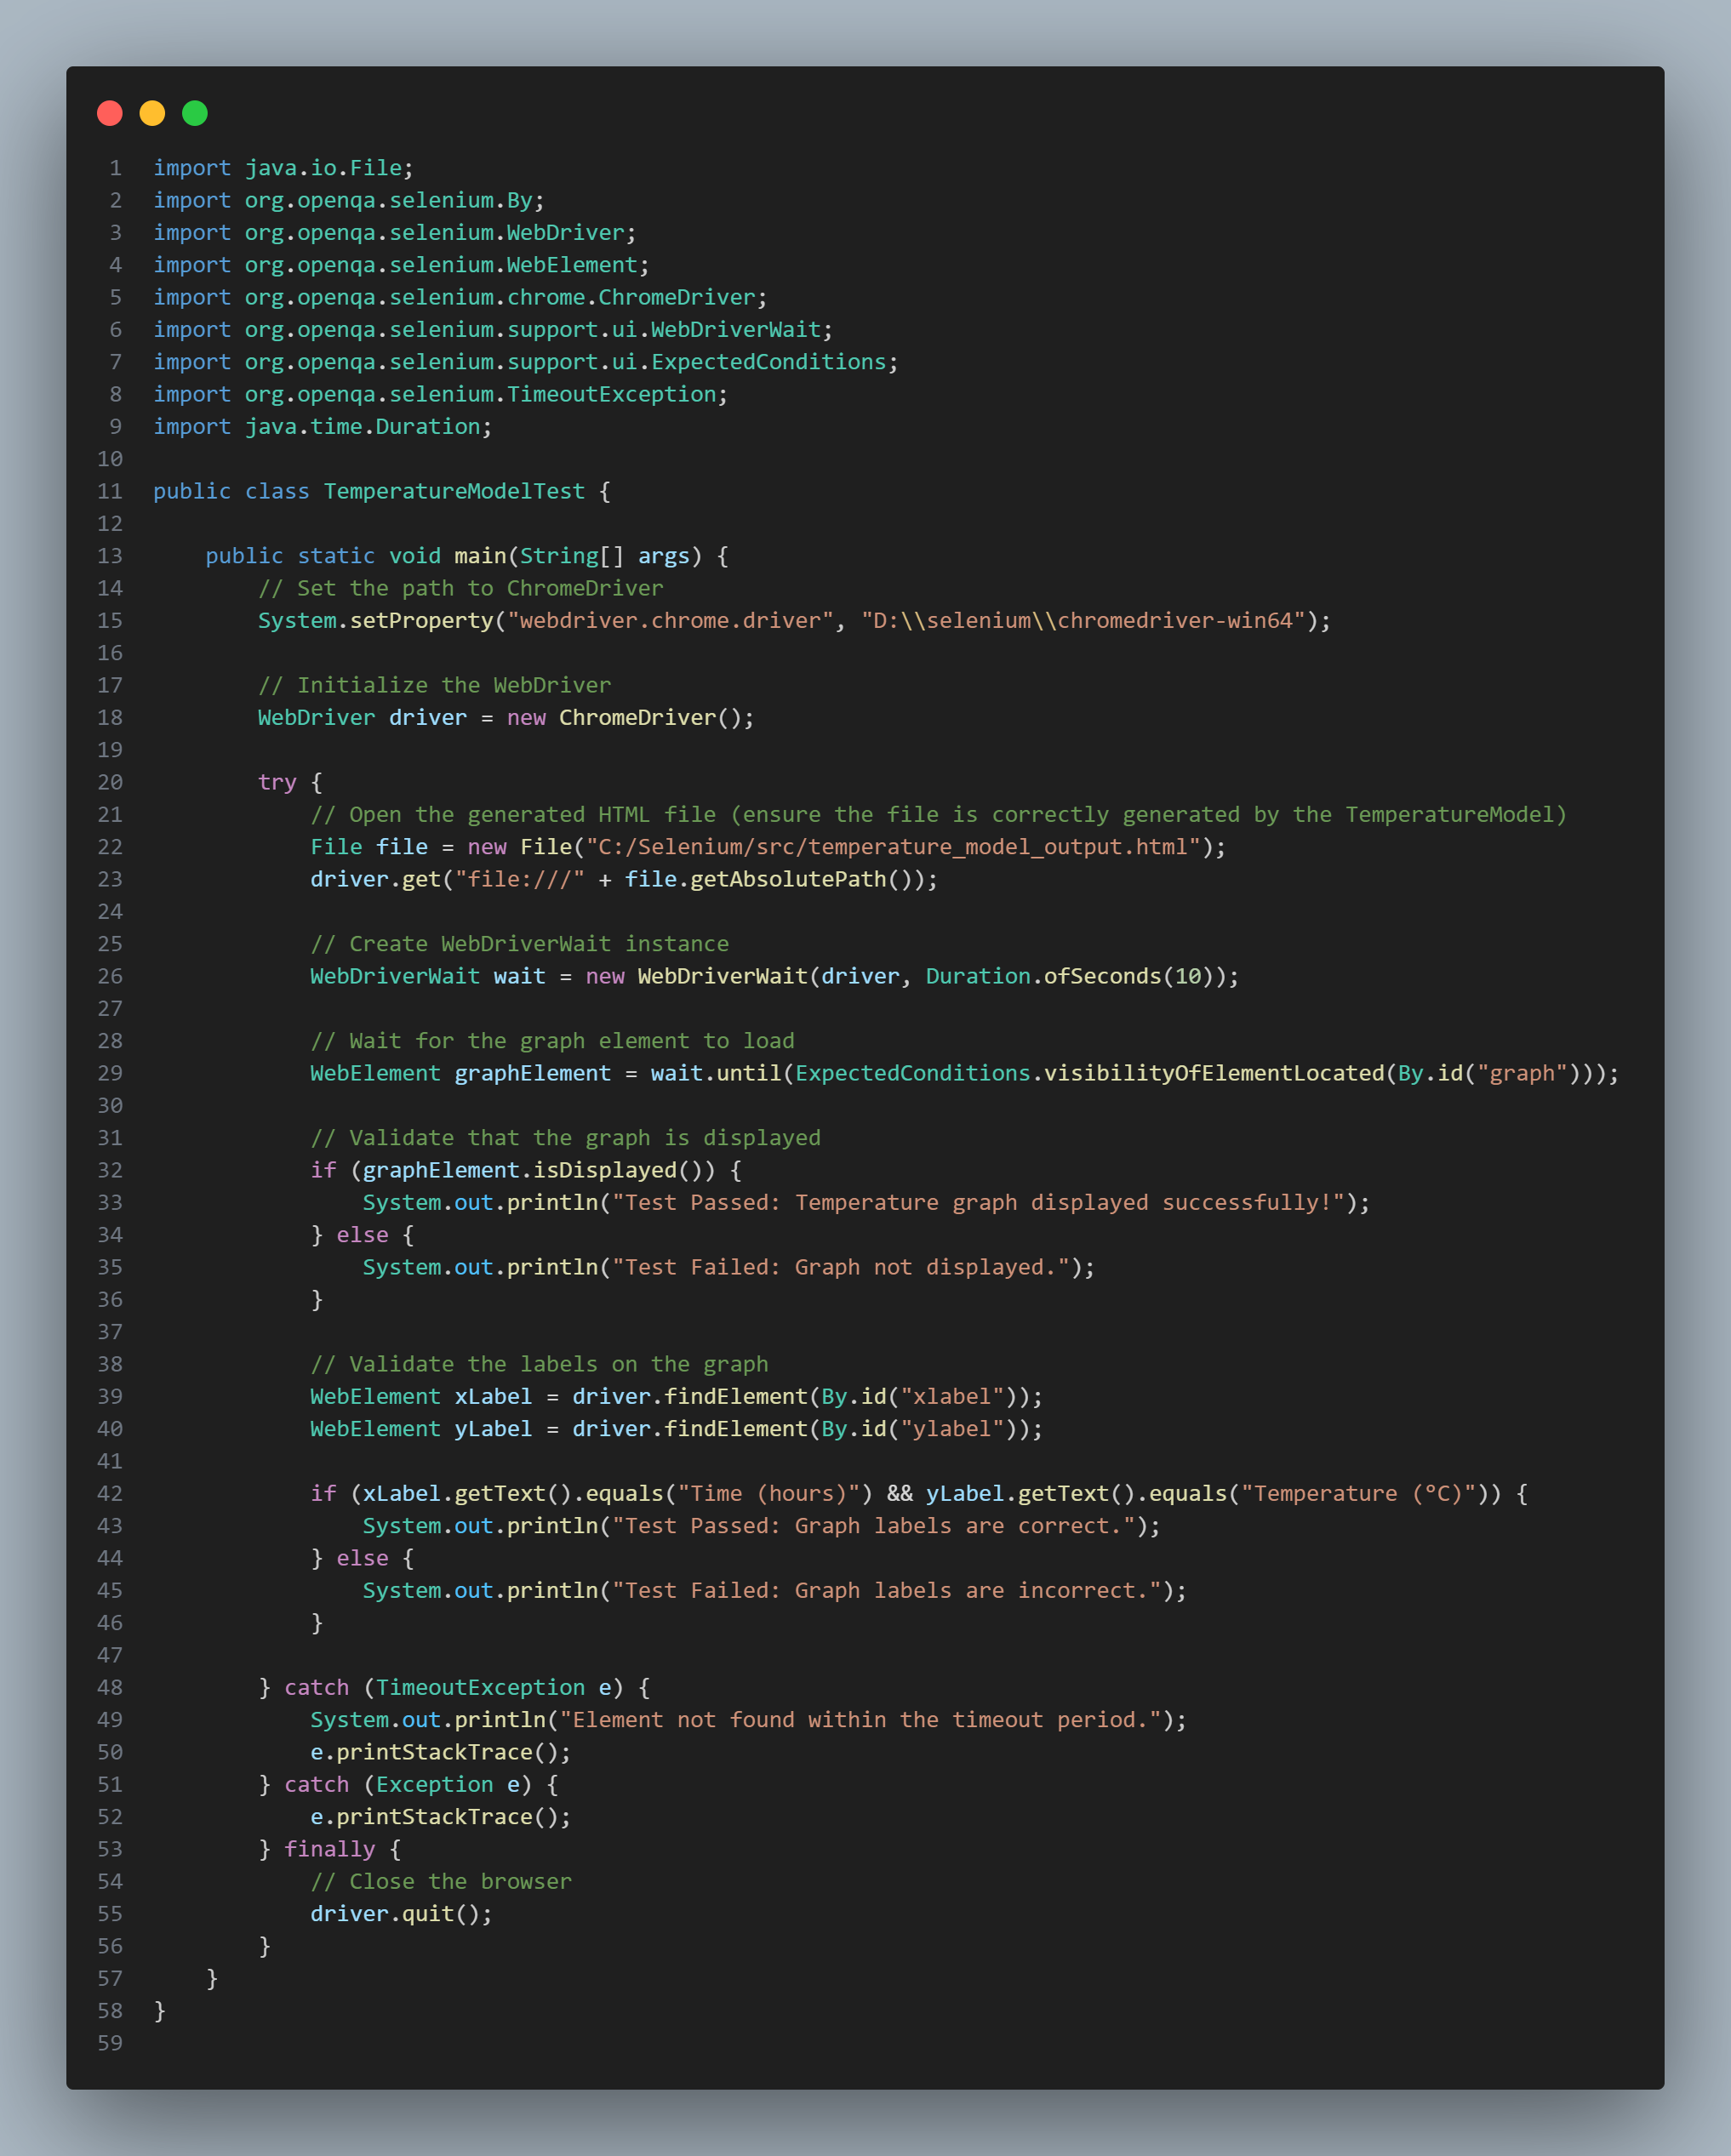 1 import java.io.File;
2 import org.openqa.selenium.By;
3 import org.openqa.selenium.WebDriver;
4 import org.openqa.selenium.WebElement;
5 import org.openqa.selenium.chrome.ChromeDriver;
6 import org.openqa.selenium.support.ui.WebDriverWait;
7 import org.openqa.selenium.support.ui.ExpectedConditions;
8 import org.openqa.selenium.TimeoutException;
9 import java.time.Duration;
10
11 public class TemperatureModelTest {
12
13     public static void main(String[] args) {
14         // Set the path to ChromeDriver
15         System.setProperty("webdriver.chrome.driver", "D:\\selenium\\chromedriver-win64");
16
17         // Initialize the WebDriver
18         WebDriver driver = new ChromeDriver();
19
20         try {
21             // Open the generated HTML file (ensure the file is correctly generated by the TemperatureModel)
22             File file = new File("C:/Selenium/src/temperature_model_output.html");
23             driver.get("file:///" + file.getAbsolutePath());
24
25             // Create WebDriverWait instance
26             WebDriverWait wait = new WebDriverWait(driver, Duration.ofSeconds(10));
27
28             // Wait for the graph element to load
29             WebElement graphElement = wait.until(ExpectedConditions.visibilityOfElementLocated(By.id("graph")));
30
31             // Validate that the graph is displayed
32             if (graphElement.isDisplayed()) {
33                 System.out.println("Test Passed: Temperature graph displayed successfully!");
34             } else {
35                 System.out.println("Test Failed: Graph not displayed.");
36             }
37
38             // Validate the labels on the graph
39             WebElement xLabel = driver.findElement(By.id("xlabel"));
40             WebElement yLabel = driver.findElement(By.id("ylabel"));
41
42             if (xLabel.getText().equals("Time (hours)") && yLabel.getText().equals("Temperature (°C)")) {
43                 System.out.println("Test Passed: Graph labels are correct.");
44             } else {
45                 System.out.println("Test Failed: Graph labels are incorrect.");
46             }
47
48         } catch (TimeoutException e) {
49             System.out.println("Element not found within the timeout period.");
50             e.printStackTrace();
51         } catch (Exception e) {
52             e.printStackTrace();
53         } finally {
54             // Close the browser
55             driver.quit();
56         }
57     }
58 }
59